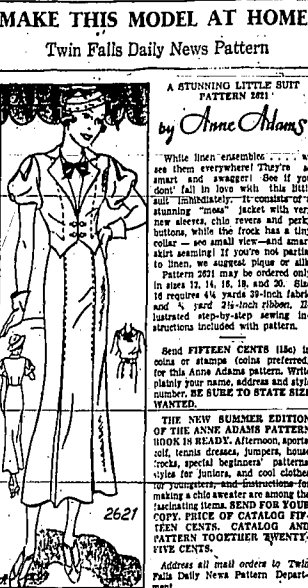 MAKE THIS MODEL AT HOME
Twin Falls Daily News Pattern
A STUNNING LITTLE SUIT
PATTERN 2621
by Anne Adams
White linen ensembles . . . .
see them everywhere! They're
smart and swagger! See if you
dont' fall in love with this littl
suit immediately. It consists of
stunning "mess" jacket with very
new sleeves, chic revers and perky
buttons, while the frock has a tiny
collar — see small view—and smar
skirt seaming! If you're not partia
to linen, we suggest pique or silk
Pattern 2621 may be ordered only
in sizes 12, 14, 16, 18, and 20. Siz
16 requires 4¼ yards 39-inch fabri
and ¾ yard 2½-inch ribbon. Il
lustrated step-by-step sewing in-
structions included with pattern.
Send FIFTEEN CENTS (15c) in
coins or stamps (coins preferred)
for this Anne Adams pattern. Write
plainly your name, address and style
number. BE SURE TO STATE SIZE
WANTED.
THE NEW SUMMER EDITION
OF THE ANNE ADAMS PATTERN
BOOK IS READY. Afternoon, sports
golf, tennis dresses, jumpers, house
frocks, special beginners' patterns
styles for juniors, and cool clothes
for youngsters, and instructions for
making a chic sweater are among the
fascinating items. SEND FOR YOUR
COPY. PRICE OF CATALOG FIF-
TEEN CENTS. CATALOG AND
PATTERN TOGETHER TWENTY-
FIVE CENTS.
Address all mail orders to Twin
Falls Daily News Pattern Depart
ment
2621